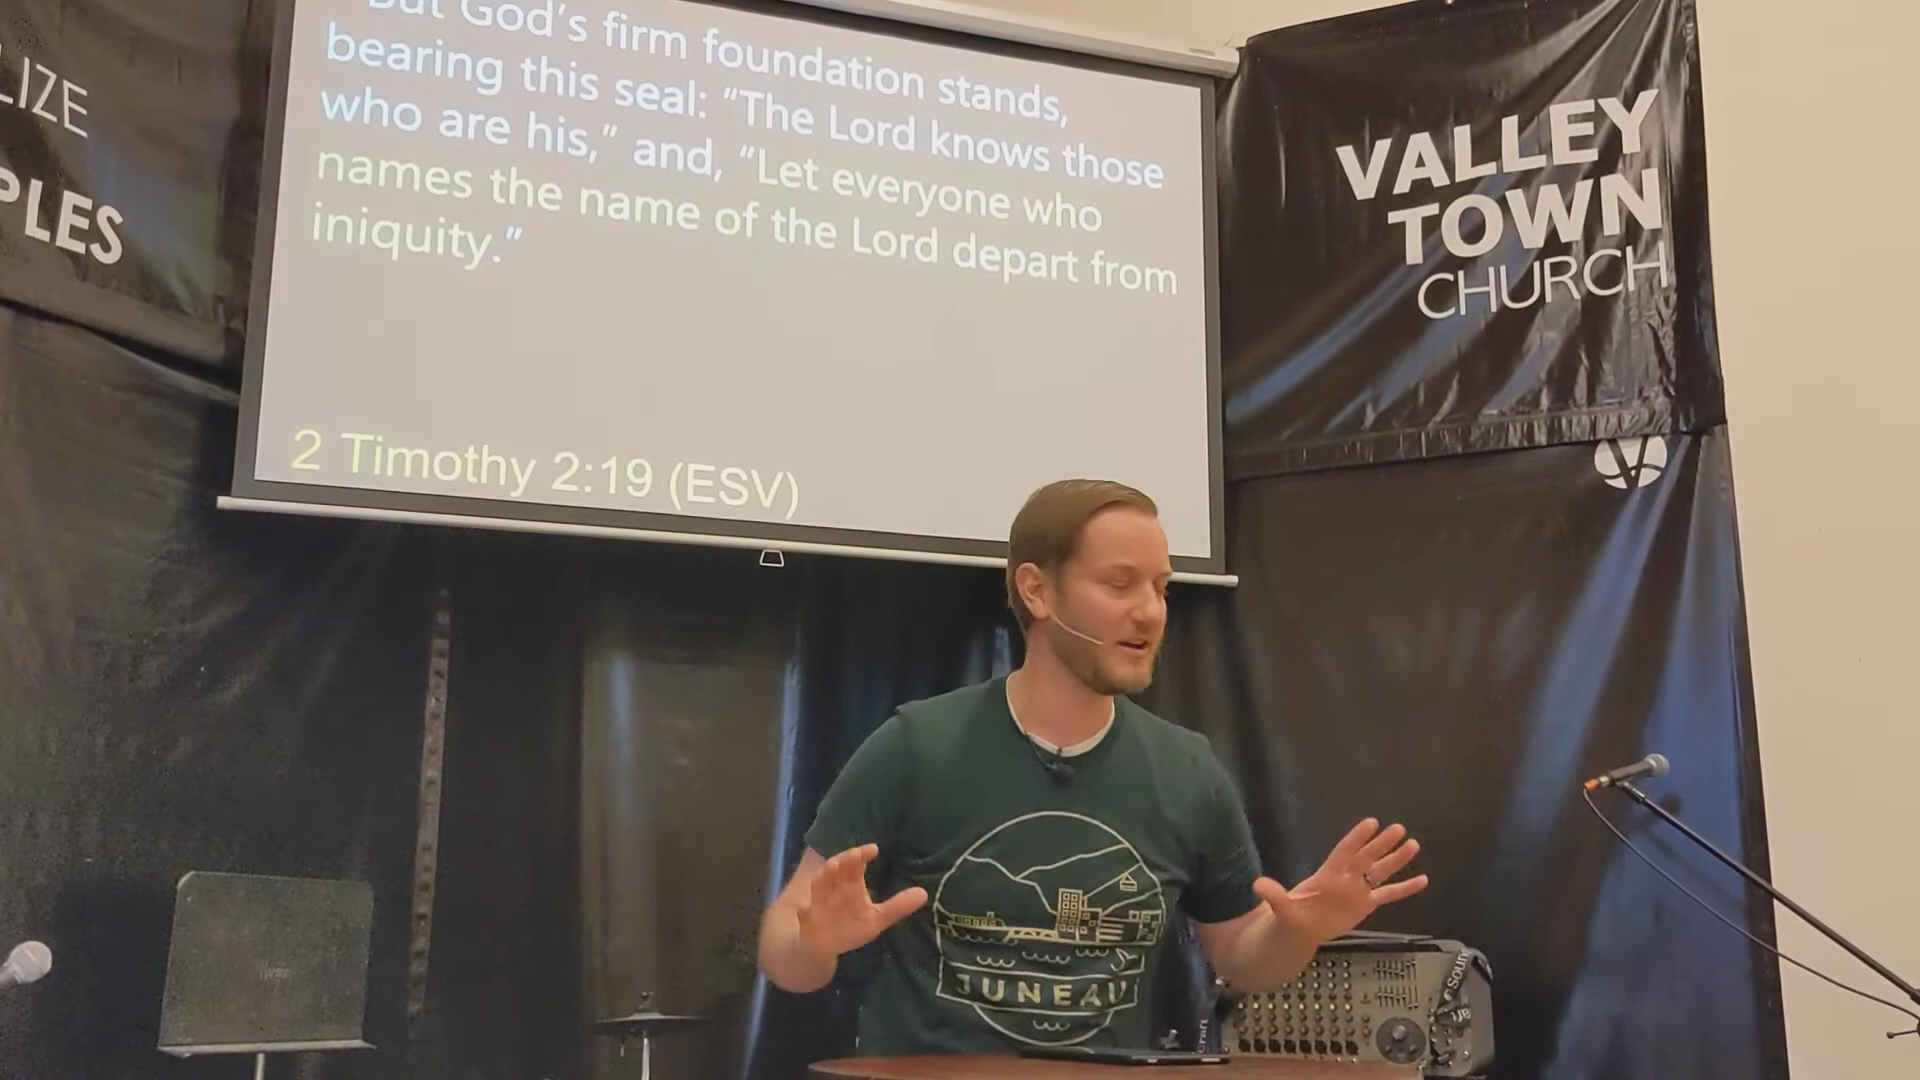 "But God's firm foundation stands,
bearing this seal: "The Lord knows those
who are his," and, "Let everyone who
names the name of the Lord depart from
iniquity."
2 Timothy 2:19 (ESV)
LIZE
PLES
VALLEY
TOWN
CHURCH
JUNEAU